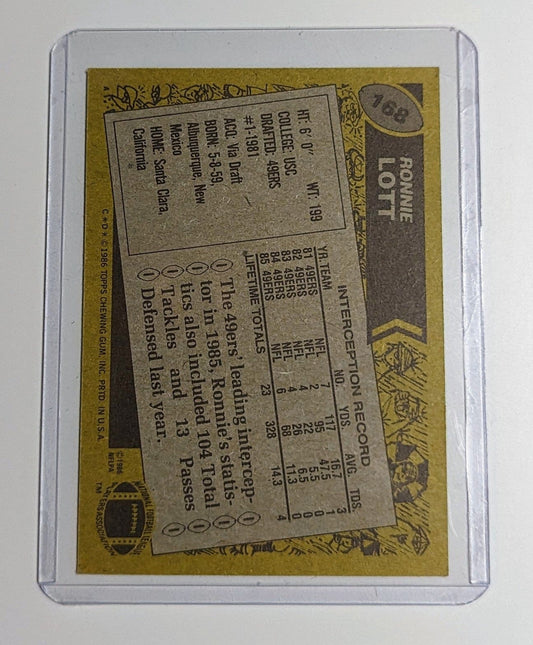 168
RONNIE
LOTT
HT: 6' 0" WT: 199
COLLEGE: USC
DRAFTED: 49ERS
#1-1981
ACQ: Via Draft
BORN: 5-8-59,
Albuquerque, New
Mexico
HOME: Santa Clara,
California
INTERCEPTION RECORD
YR. TEAM NO. YDS. AVG. TDS.
81 49ERS NFL 7 117 16.7 3
82 49ERS NFL 2 95 47.5 1
83 49ERS NFL 4 22 5.5 0
84 49ERS NFL 4 26 6.5 0
85 49ERS NFL 6 68 11.3 0
LIFETIME TOTALS 23 328 14.3 4
The 49ers' leading intercep-
tor in 1985, Ronnie's statis-
tics also included 104 Total
Tackles and 13 Passes
Defensed last year.
C★D★ © 1986 TOPPS CHEWING GUM, INC. PRTD. IN U.S.A.
© 1986
NFLPA
TM